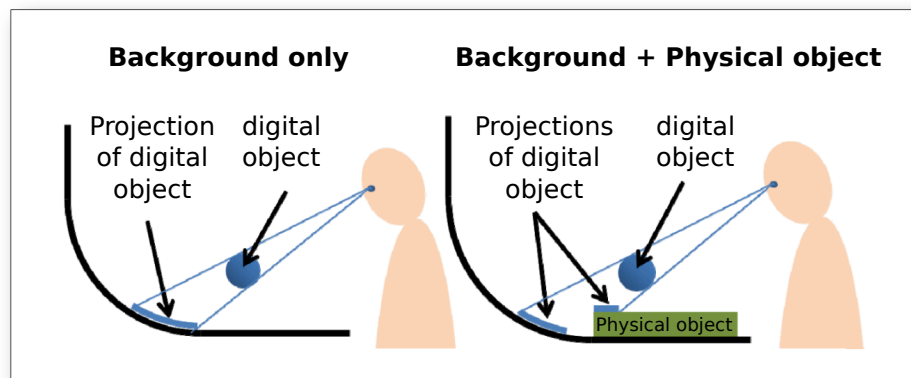 Background only
Projection
of digital
object
digital
object
Background + Physical object
Projections
of digital
object
digital
object
Physical object